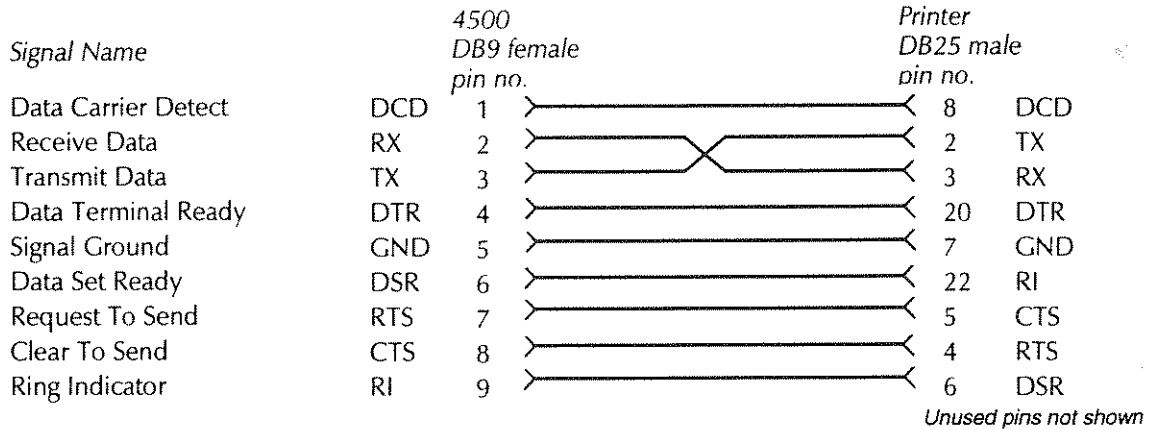 4500 Printer
Signal Name DB9 female DB25 male
pin no. pin no.
Data Carrier Detect DCD 1 8 DCD
Receive Data RX 2 2 TX
Transmit Data TX 3 3 RX
Data Terminal Ready DTR 4 20 DTR
Signal Ground GND 5 7 GND
Data Set Ready DSR 6 22 RI
Request To Send RTS 7 5 CTS
Clear To Send CTS 8 4 RTS
Ring Indicator RI 9 6 DSR
Unused pins not shown